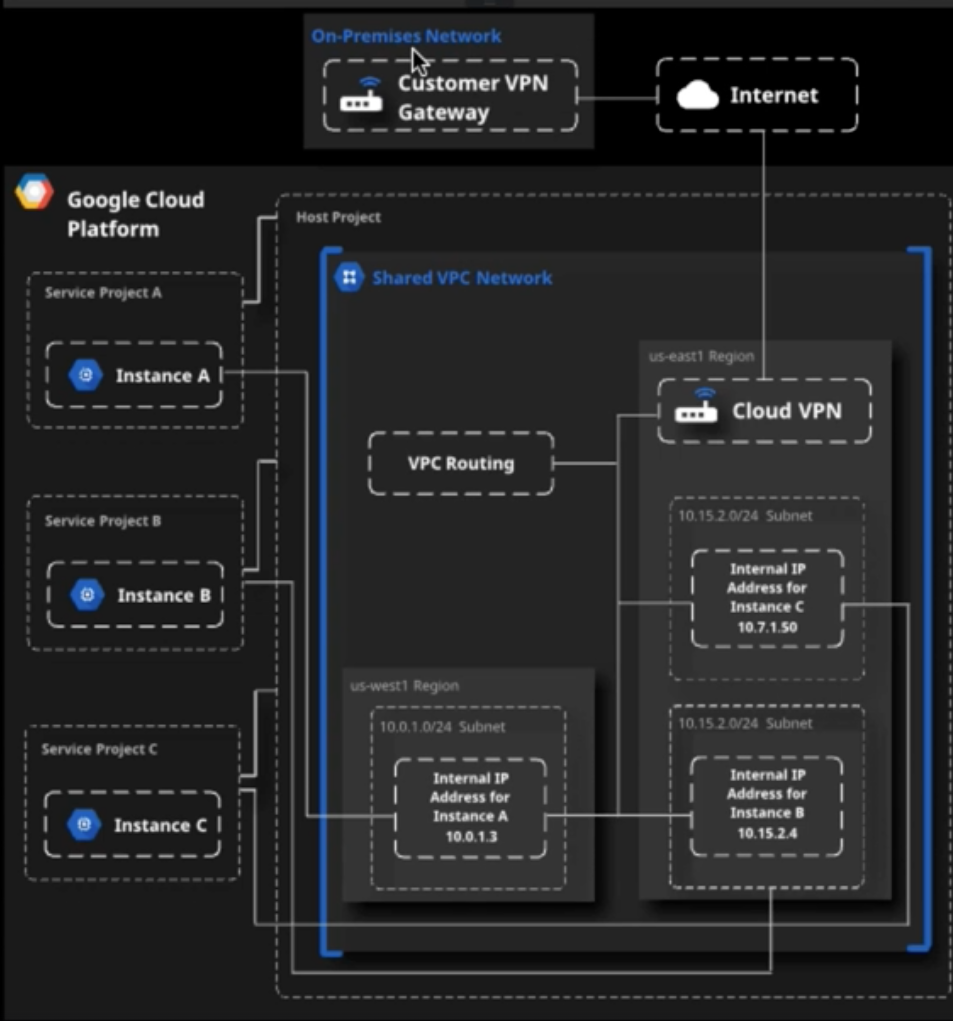 On-Premises Network
Customer VPN
Gateway
Internet
Google Cloud
Platform
Host Project
Shared VPC Network
Service Project A
Instance A
us-east1 Region
Cloud VPN
VPC Routing
Service Project B
Instance B
10.15.2.0/24 Subnet
Internal IP
Address for
Instance C
10.7.1.50
us-west1 Region
10.0.1.0/24 Subnet
Internal IP
Address for
Instance A
10.0.1.3
10.15.2.0/24 Subnet
Internal IP
Address for
Instance B
10.15.2.4
Service Project C
Instance C